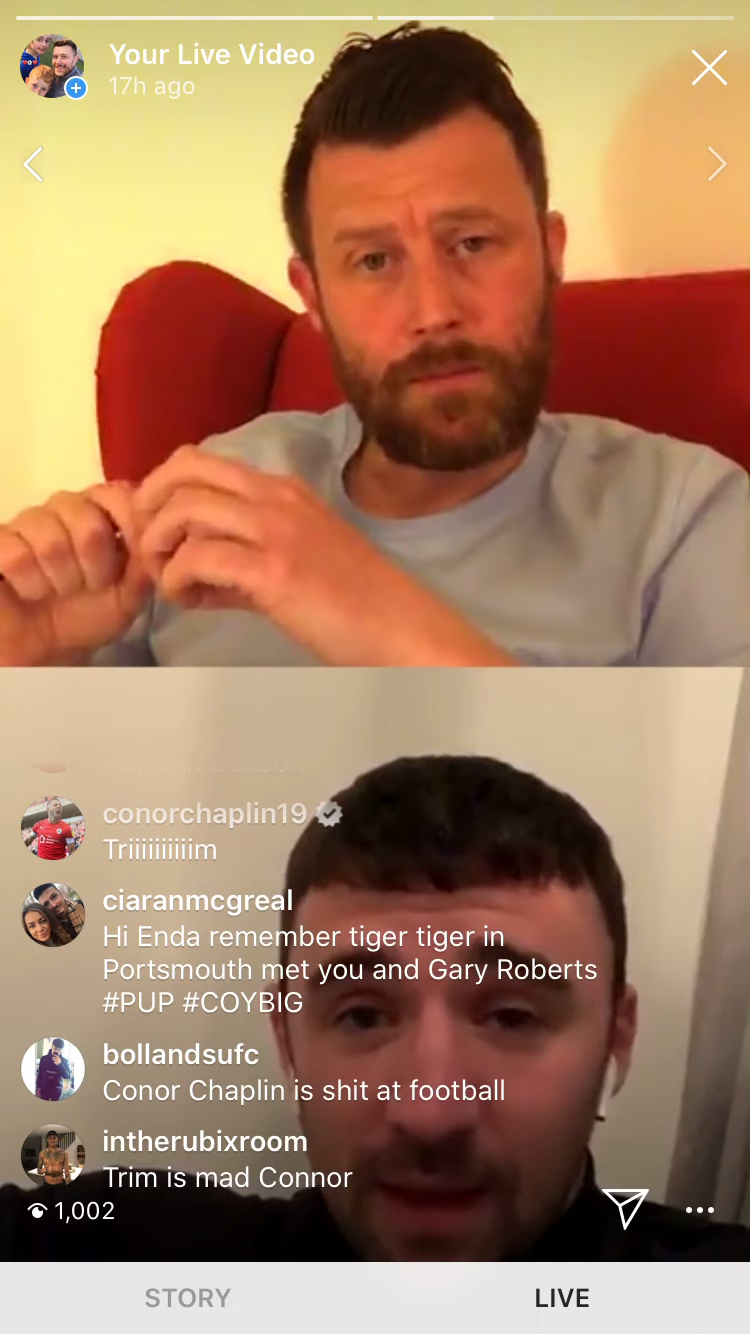 Your Live Video
17h ago
conorchaplin19
Triiiiiiiiiim
ciaranmcgreal
Hi Enda remember tiger tiger in
Portsmouth met you and Gary Roberts
#PUP #COYBIG
bollandsufc
Conor Chaplin is shit at football
intherubixroom
Trim is mad Connor
1,002
STORY
LIVE